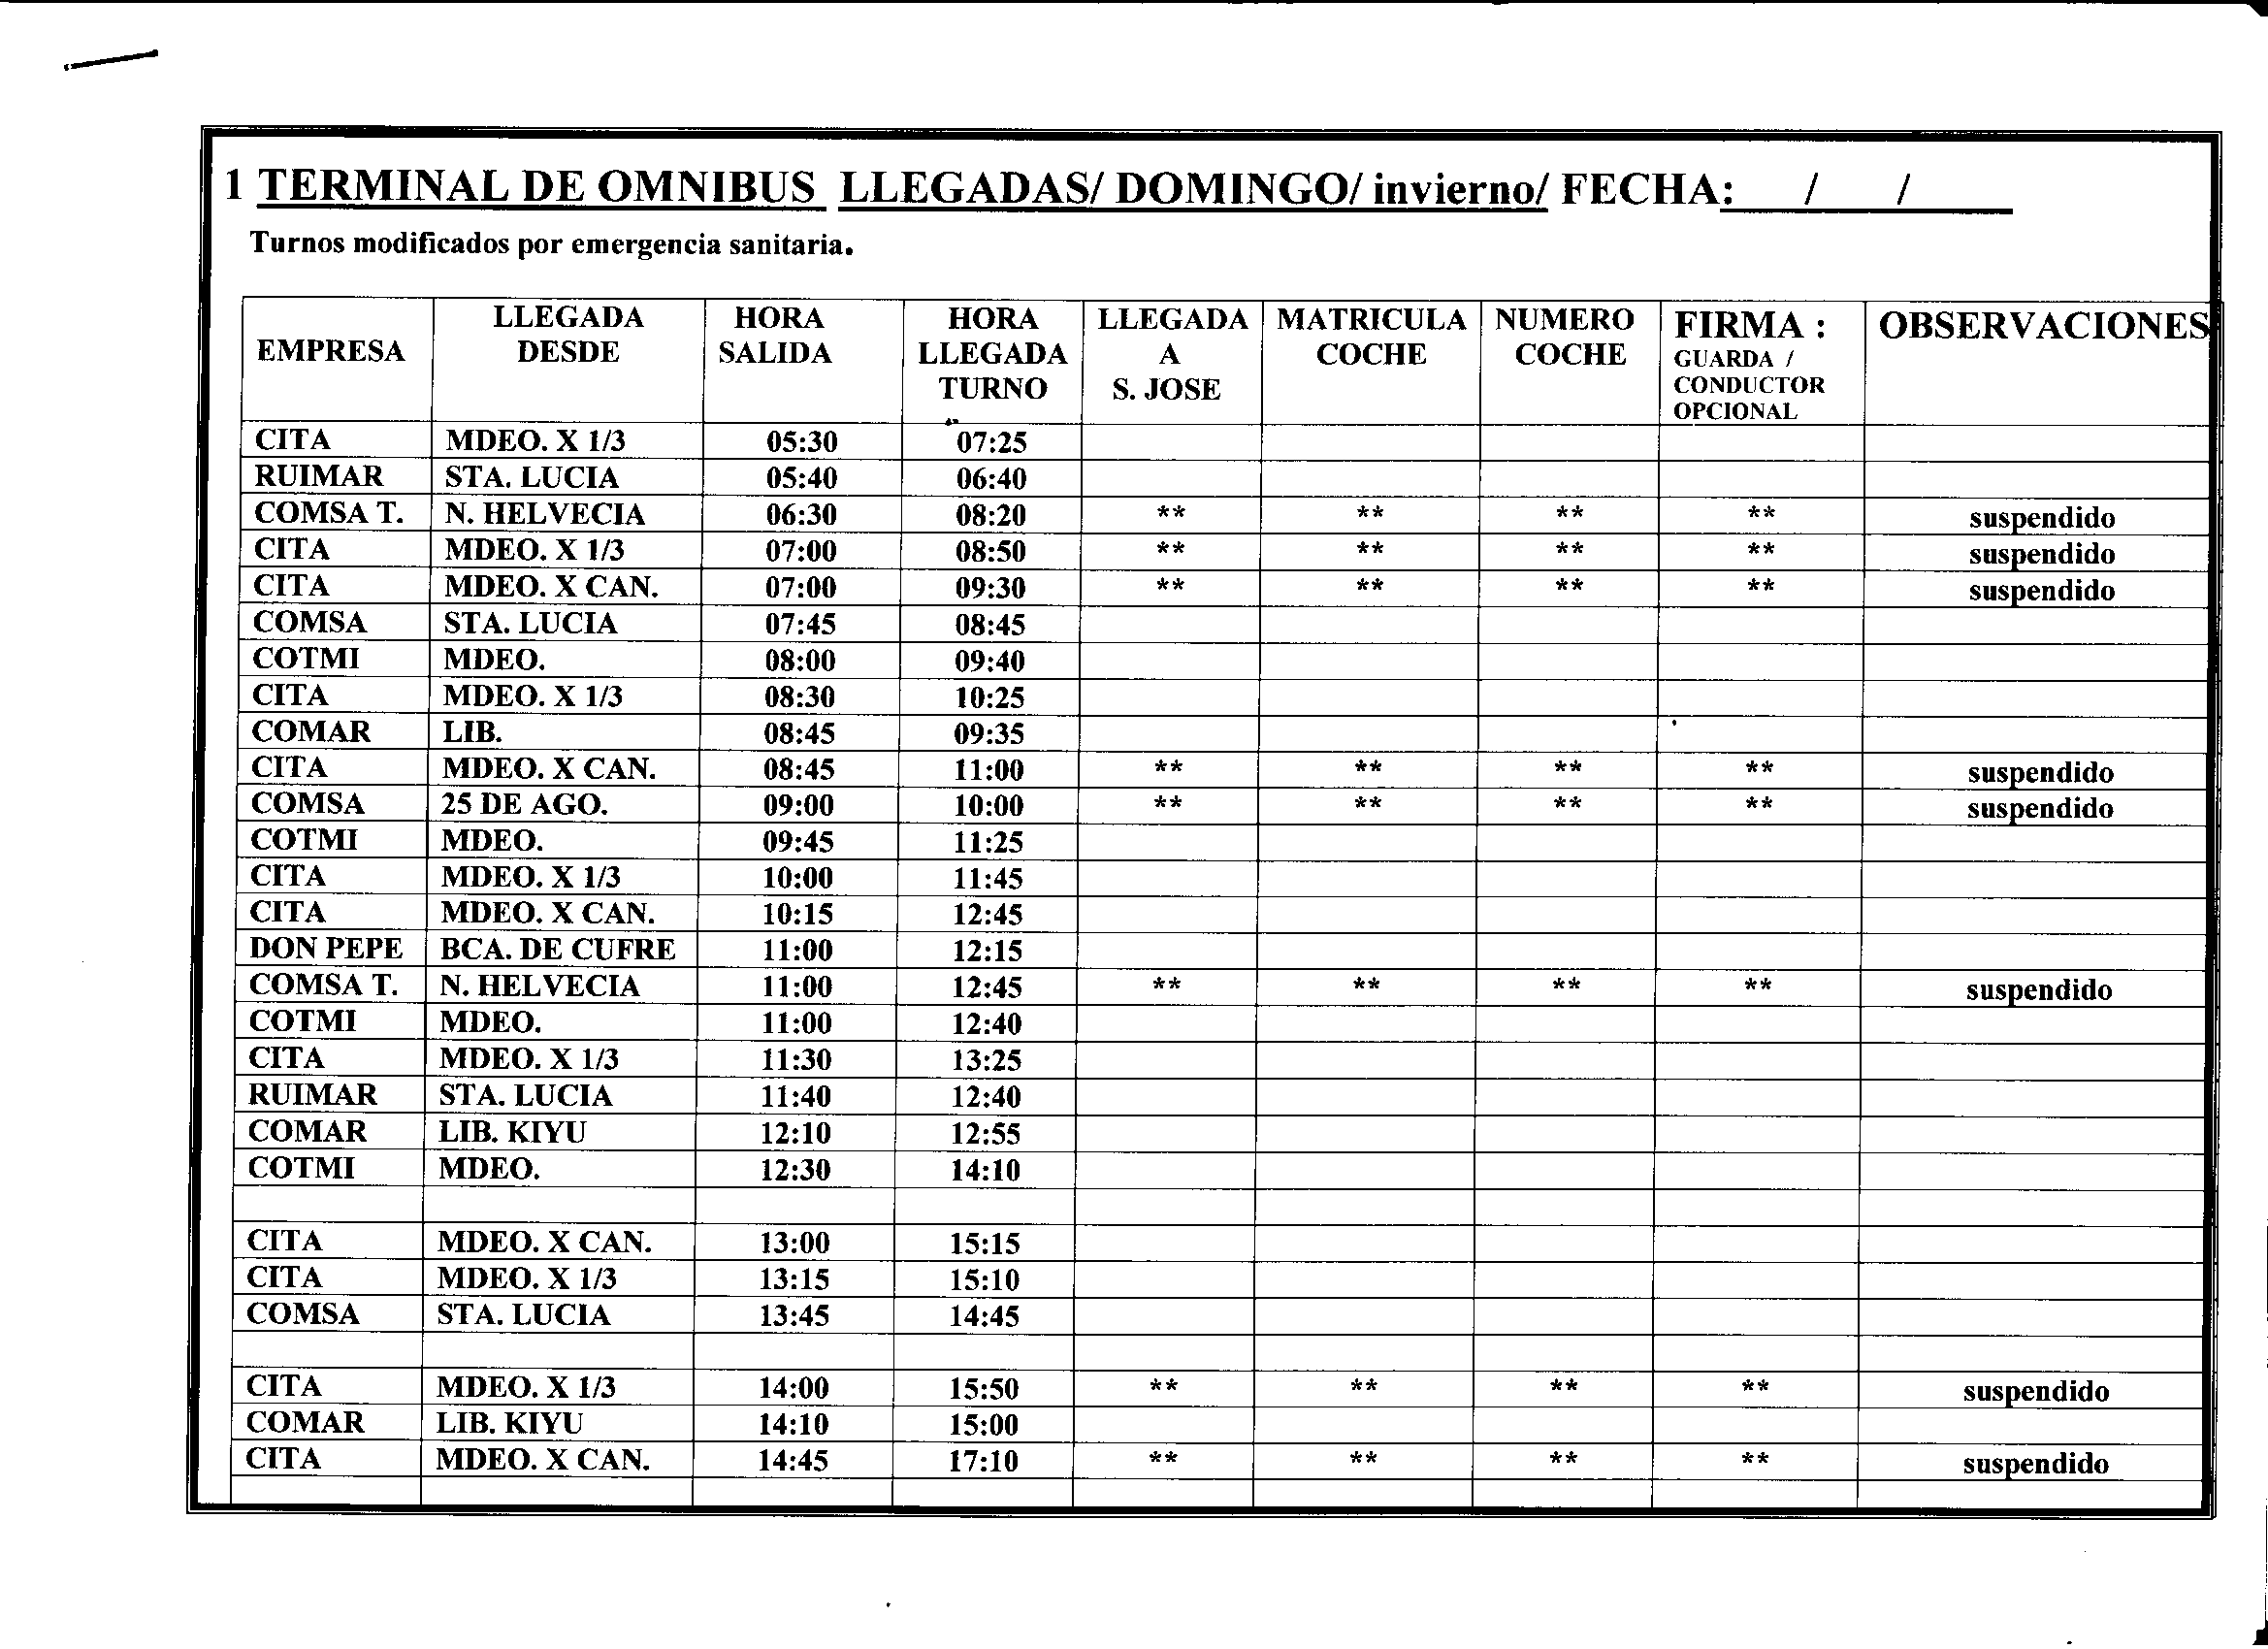 1 TERMINAL DE OMNIBUS LLEGADAS/ DOMINGO/ invierno/ FECHA: / /
Turnos modificados por emergencia sanitaria.
EMPRESA LLEGADA DESDE HORA SALIDA HORA LLEGADA TURNO LLEGADA A S. JOSE MATRICULA COCHE NUMERO COCHE FIRMA : GUARDA / CONDUCTOR OPCIONAL OBSERVACIONES
CITA MDEO. X 1/3 05:30 07:25
RUIMAR STA. LUCIA 05:40 06:40
COMSA T. N. HELVECIA 06:30 08:20 ** ** ** ** suspendido
CITA MDEO. X 1/3 07:00 08:50 ** ** ** ** suspendido
CITA MDEO. X CAN. 07:00 09:30 ** ** ** ** suspendido
COMSA STA. LUCIA 07:45 08:45
COTMI MDEO. 08:00 09:40
CITA MDEO. X 1/3 08:30 10:25
COMAR LIB. 08:45 09:35
CITA MDEO. X CAN. 08:45 11:00 ** ** ** ** suspendido
COMSA 25 DE AGO. 09:00 10:00 ** ** ** ** suspendido
COTMI MDEO. 09:45 11:25
CITA MDEO. X 1/3 10:00 11:45
CITA MDEO. X CAN. 10:15 12:45
DON PEPE BCA. DE CUFRE 11:00 12:15
COMSA T. N. HELVECIA 11:00 12:45 ** ** ** ** suspendido
COTMI MDEO. 11:00 12:40
CITA MDEO. X 1/3 11:30 13:25
RUIMAR STA. LUCIA 11:40 12:40
COMAR LIB. KIYU 12:10 12:55
COTMI MDEO. 12:30 14:10
CITA MDEO. X CAN. 13:00 15:15
CITA MDEO. X 1/3 13:15 15:10
COMSA STA. LUCIA 13:45 14:45
CITA MDEO. X 1/3 14:00 15:50 ** ** ** ** suspendido
COMAR LIB. KIYU 14:10 15:00
CITA MDEO. X CAN. 14:45 17:10 ** ** ** ** suspendido